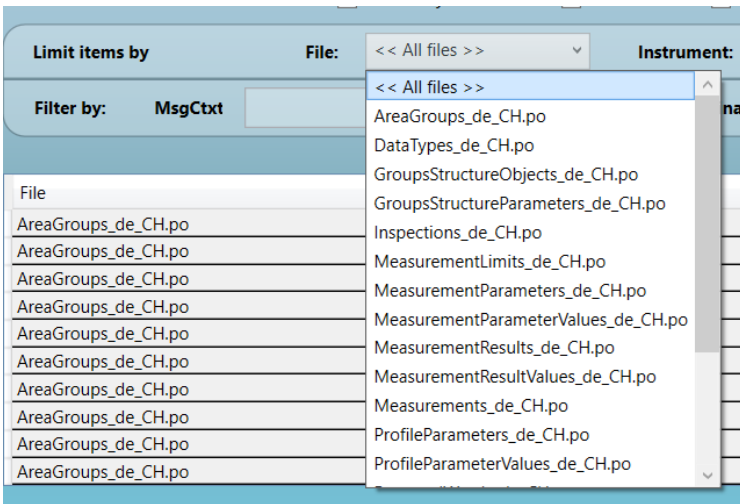 Limit items by File: << All files >> Instrument:
<< All files >>
Filter by: MsgCtxt
AreaGroups_de_CH.po
DataTypes_de_CH.po
GroupsStructureObjects_de_CH.po
File
GroupsStructureParameters_de_CH.po
AreaGroups_de_CH.po
Inspections_de_CH.po
AreaGroups_de_CH.po
MeasurementLimits_de_CH.po
AreaGroups_de_CH.po
MeasurementParameters_de_CH.po
AreaGroups_de_CH.po
MeasurementParameterValues_de_CH.po
AreaGroups_de_CH.po
MeasurementResults_de_CH.po
AreaGroups_de_CH.po
MeasurementResultValues_de_CH.po
AreaGroups_de_CH.po
Measurements_de_CH.po
AreaGroups_de_CH.po
ProfileParameters_de_CH.po
AreaGroups_de_CH.po
ProfileParameterValues_de_CH.po
AreaGroups_de_CH.po